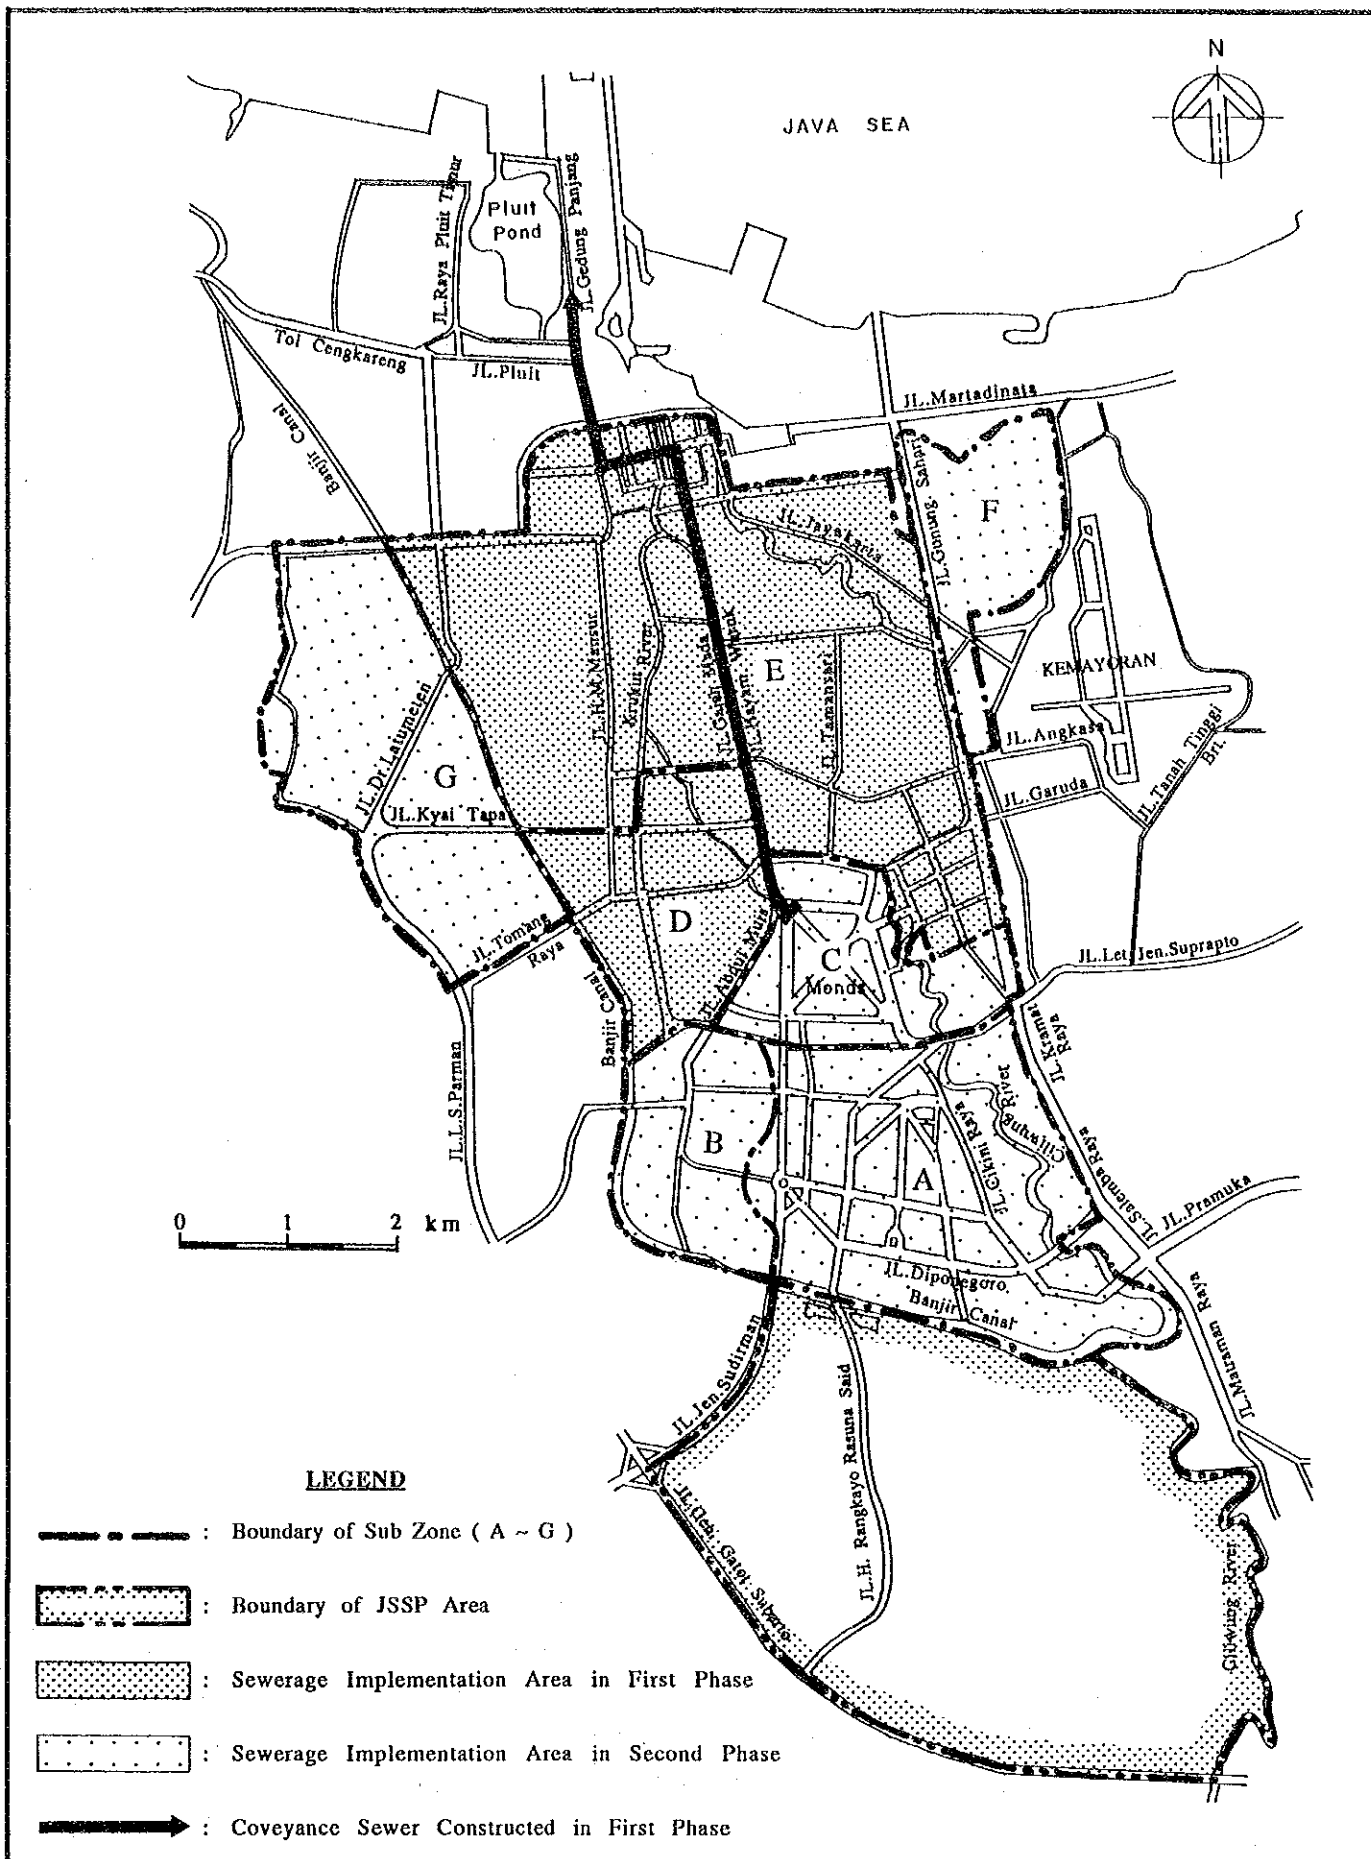 N
JAVA SEA
JL.Gedung Panjang
JL.Raya Pluit Timur
Pluit
Pond
Tol Cengkareng
JL.Pluit
JL.Martadinata
Banjir Canal
JL.Gunung Sahari
F
JL.Jayakarta
JL.H.M.Mansur
Krukut River
JL.Gajah Mada
JL.Hayam Wuruk
E
JL.Tamansari
KEMAYORAN
JL.Angkasa
JL.Tanah Tinggi
Brt.
JL.Dr Latumeten
G
JL.Kyai Tapa
JL.Garuda
D
JL.Abdul Muis
C
Monas
JL.Let. Jen.Suprapto
JL.Tomang
Raya
Banjir Canal
JL.Kramat
Raya
JL.L.S.Parman
B
A
JL.Cikini Raya
Ciliwung River
JL.Salemba Raya
JL.Pramuka
0 1 2 km
JL.Diponegoro
Banjir Canal
JL.Matraman Raya
JL.Jen.Sudirman
JL.H. Rangkayo Rasuna Said
Gatot Subroto
Ciliwung River
LEGEND
: Boundary of Sub Zone ( A ~ G )
: Boundary of JSSP Area
: Sewerage Implementation Area in First Phase
: Sewerage Implementation Area in Second Phase
: Coveyance Sewer Constructed in First Phase